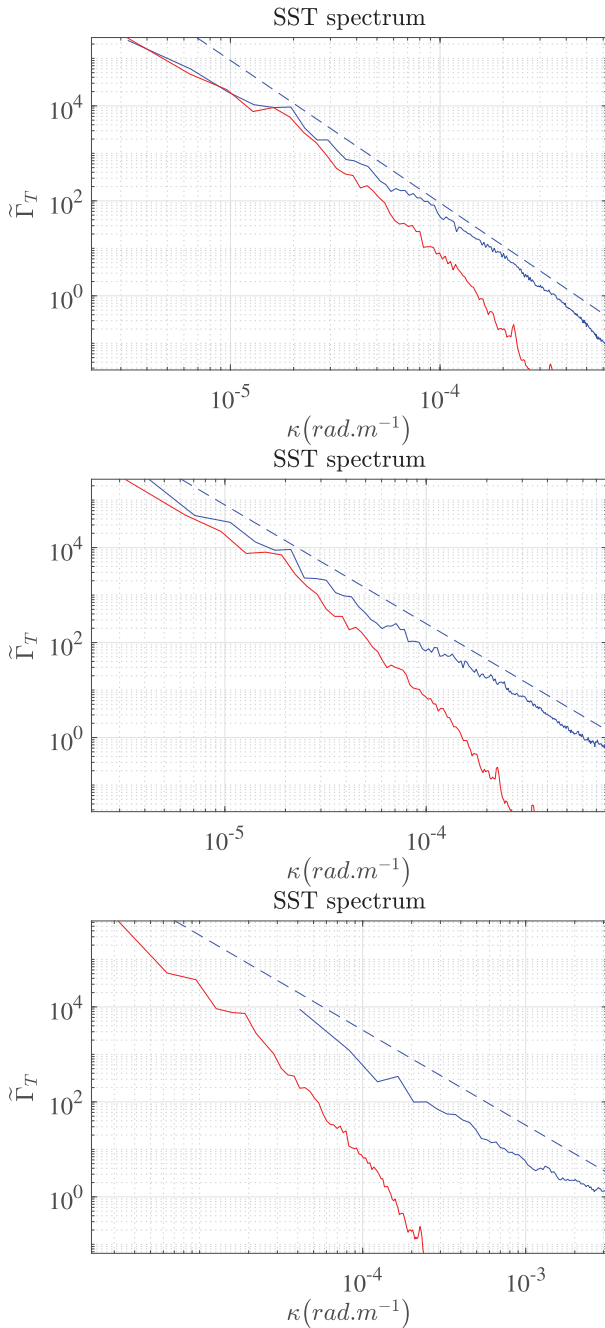 SST spectrum
10^4
10^2
10^0
Γ̃_T
10^-5 10^-4
κ(rad.m^-1)
SST spectrum
10^4
10^2
10^0
Γ̃_T
10^-5 10^-4
κ(rad.m^-1)
SST spectrum
10^4
10^2
10^0
Γ̃_T
10^-4 10^-3
κ(rad.m^-1)